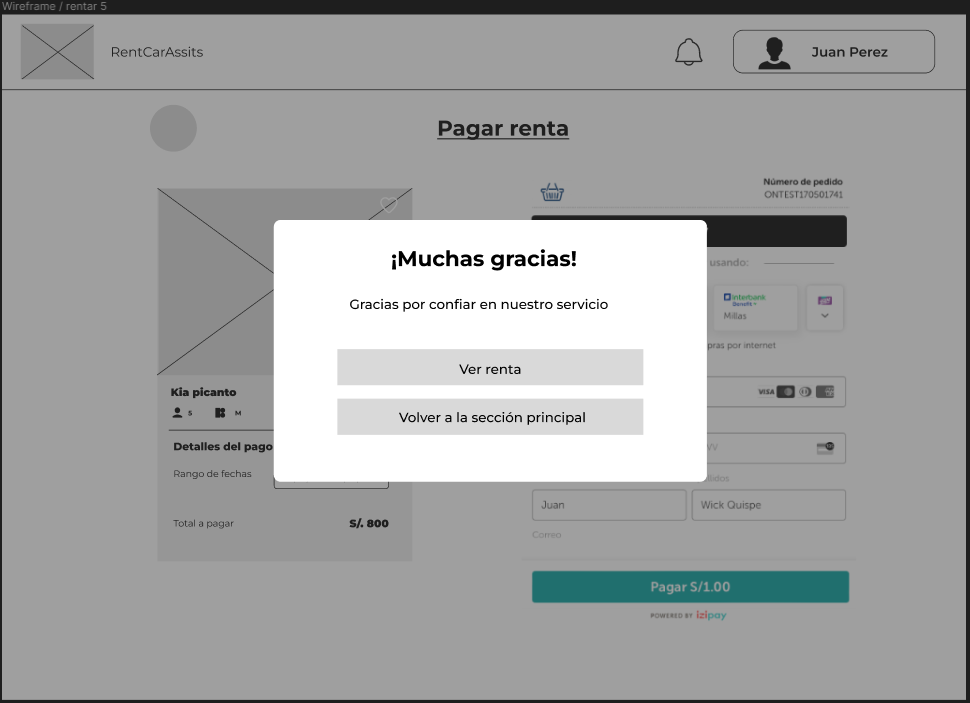 Wireframe / rentar 5
RentCarAssits
Juan Perez
Pagar renta
Número de pedido
ONTEST170501741
usando:
interbank
Benefit
Millas
pras por internet
¡Muchas gracias!
Gracias por confiar en nuestro servicio
Ver renta
Volver a la sección principal
Kia picanto
5 M
Detalles del pago
Rango de fechas
Total a pagar S/. 800
VISA
VV
llidos
Juan
Wick Quispe
Correo
Pagar S/1.00
POWERED BY izipay